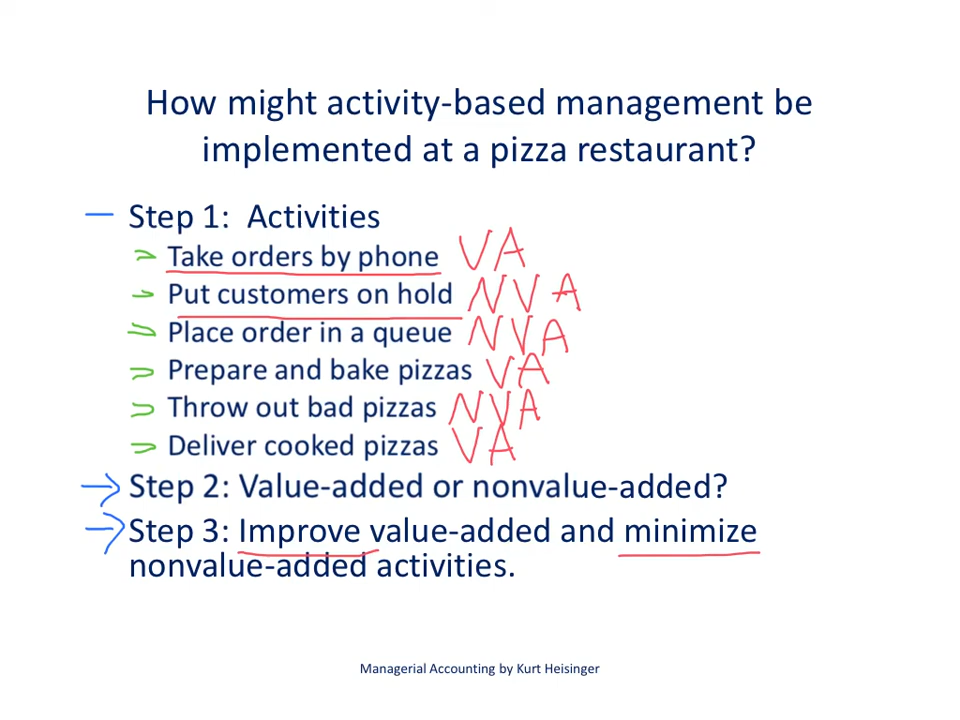 How might activity-based management be
implemented at a pizza restaurant?
Step 1: Activities
Take orders by phone VA
Put customers on hold NVA
Place order in a queue NVA
Prepare and bake pizzas VA
Throw out bad pizzas NVA
Deliver cooked pizzas VA
Step 2: Value-added or nonvalue-added?
Step 3: Improve value-added and minimize
nonvalue-added activities.
Managerial Accounting by Kurt Heisinger